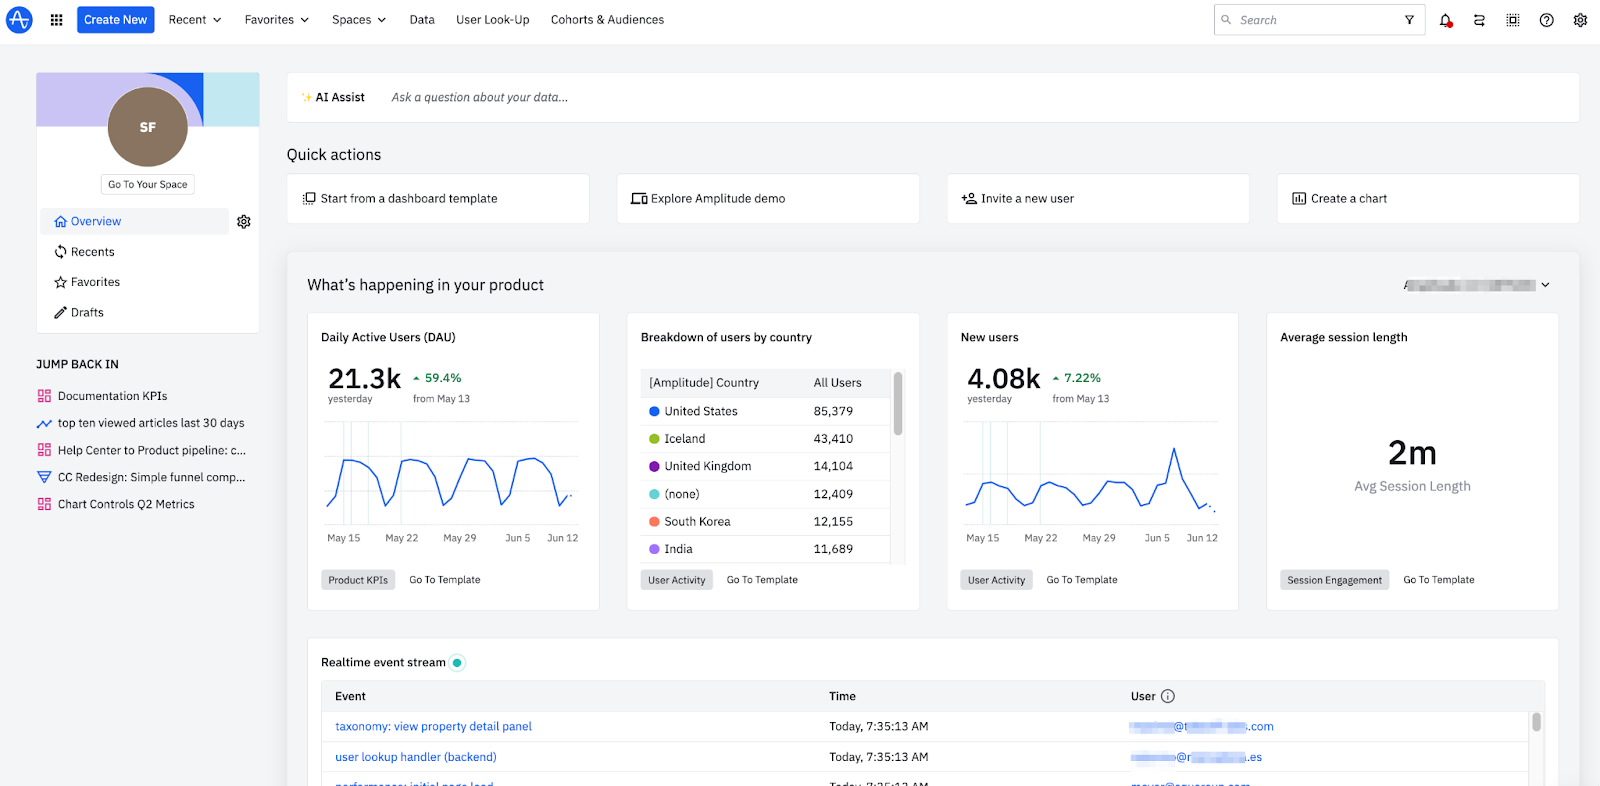 Create New Recent Favorites Spaces Data User Look-Up Cohorts & Audiences Search
SF
Go To Your Space
Overview
Recents
Favorites
Drafts
JUMP BACK IN
Documentation KPIs
top ten viewed articles last 30 days
Help Center to Product pipeline: c...
CC Redesign: Simple funnel comp...
Chart Controls Q2 Metrics
AI Assist Ask a question about your data...
Quick actions
Start from a dashboard template
Explore Amplitude demo
Invite a new user
Create a chart
What's happening in your product
Daily Active Users (DAU)
21.3k 59.4%
yesterday from May 13
May 15 May 22 May 29 Jun 5 Jun 12
Product KPIs Go To Template
Breakdown of users by country
[Amplitude] Country All Users
United States 85,379
Iceland 43,410
United Kingdom 14,104
(none) 12,409
South Korea 12,155
India 11,689
User Activity Go To Template
New users
4.08k 7.22%
yesterday from May 13
May 15 May 22 May 29 Jun 5 Jun 12
User Activity Go To Template
Average session length
2m
Avg Session Length
Session Engagement Go To Template
Realtime event stream
Event Time User
taxonomy: view property detail panel Today, 7:35:13 AM
user lookup handler (backend) Today, 7:35:13 AM
performance: initial page load Today, 7:35:13 AM